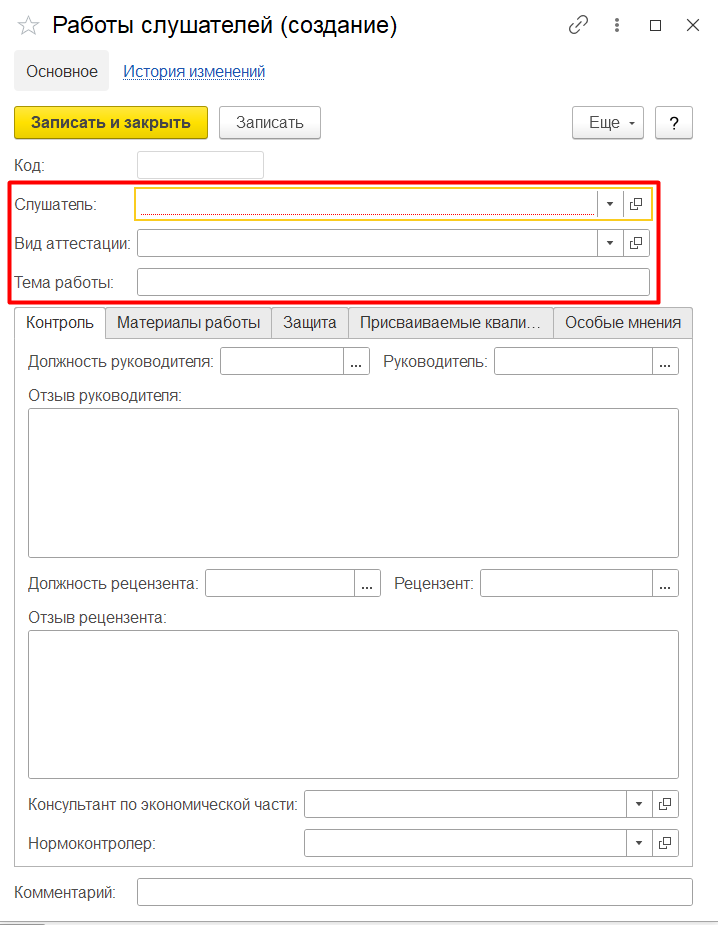 Работы слушателей (создание)
Основное История изменений
Записать и закрыть Записать Еще ?
Код:
Слушатель:
Вид аттестации:
Тема работы:
Контроль Материалы работы Защита Присваиваемые квали... Особые мнения
Должность руководителя: ... Руководитель: ...
Отзыв руководителя:
Должность рецензента: ... Рецензент: ...
Отзыв рецензента:
Консультант по экономической части:
Нормоконтролер:
Комментарий: